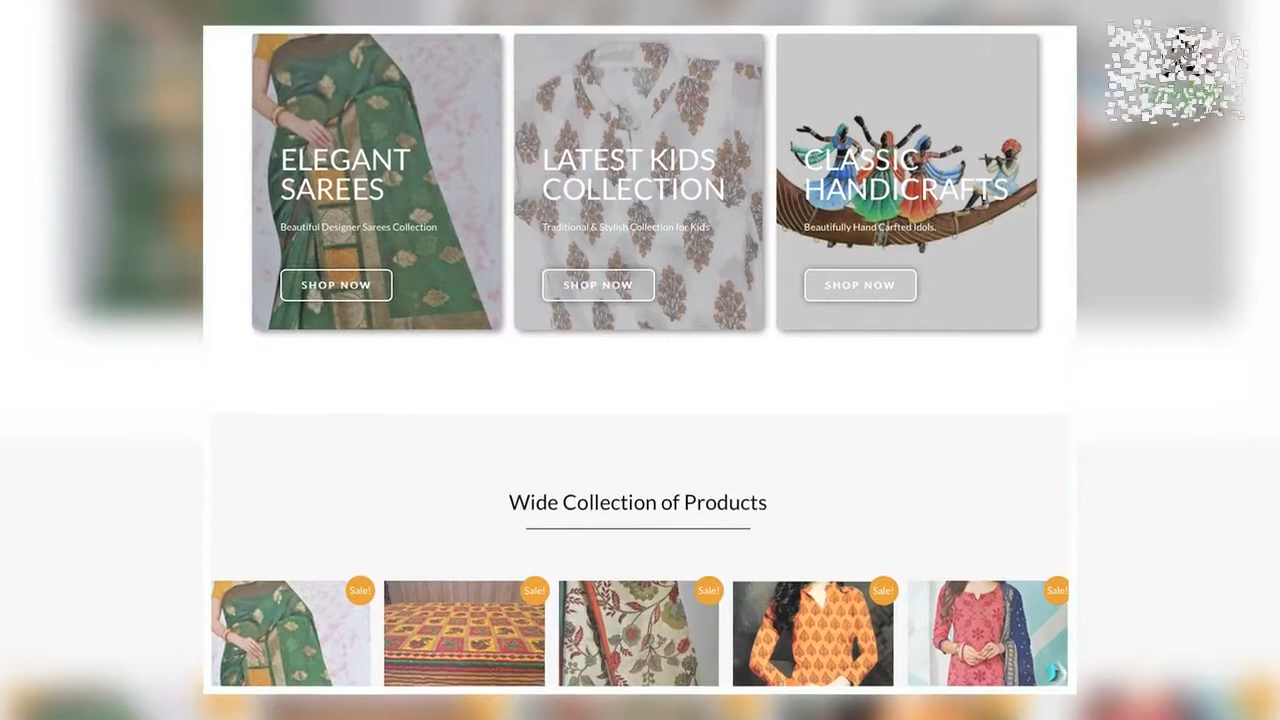 ELEGANT
SAREES
Beautiful Designer Sarees Collection
SHOP NOW
LATEST KIDS
COLLECTION
Traditional & Stylish Collection for Kids
SHOP NOW
CLASSIC
HANDICRAFTS
Beautifully Hand Carfted Idols.
SHOP NOW
Wide Collection of Products
Sale!
Sale!
Sale!
Sale!
Sale!